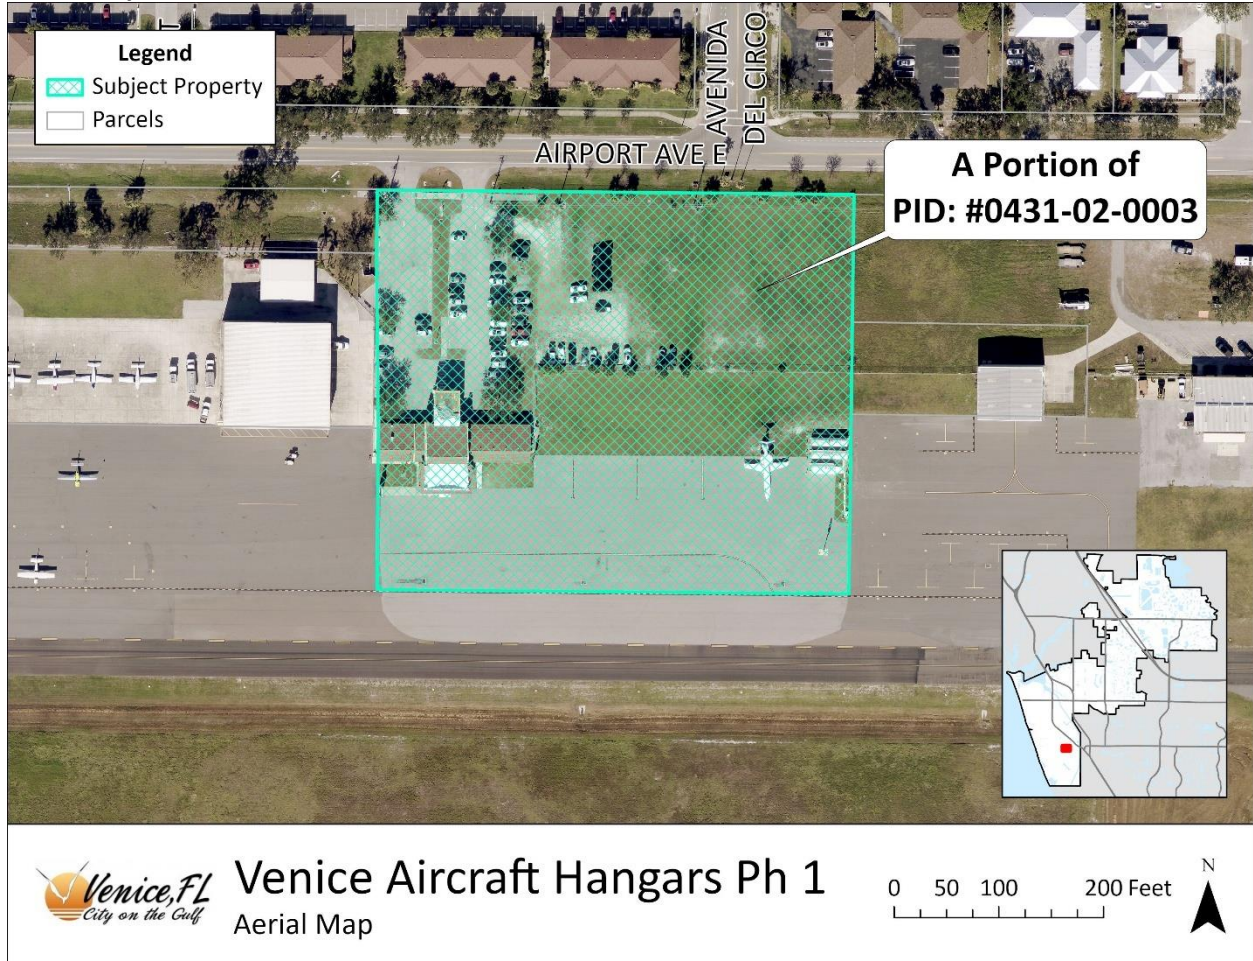 Legend
Subject Property
Parcels
AVENIDA
DEL CIRCO
AIRPORT AVE E
A Portion of
PID: #0431-02-0003
Venice, FL
City on the Gulf
Venice Aircraft Hangars Ph 1
Aerial Map
0 50 100 200 Feet
N